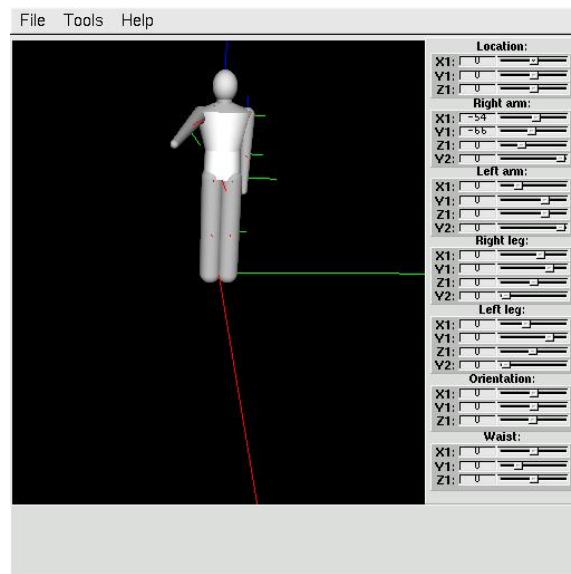 File Tools Help
Location:
X1: 0
Y1: 0
Z1: 0
Right arm:
X1: -54
Y1: -66
Z1: 0
Y2: 0
Left arm:
X1: 0
Y1: 0
Z1: 0
Y2: 0
Right leg:
X1: 0
Y1: 0
Z1: 0
Y2: 0
Left leg:
X1: 0
Y1: 0
Z1: 0
Y2: 0
Orientation:
X1: 0
Y1: 0
Z1: 0
Waist:
X1: 0
Y1: 0
Z1: 0